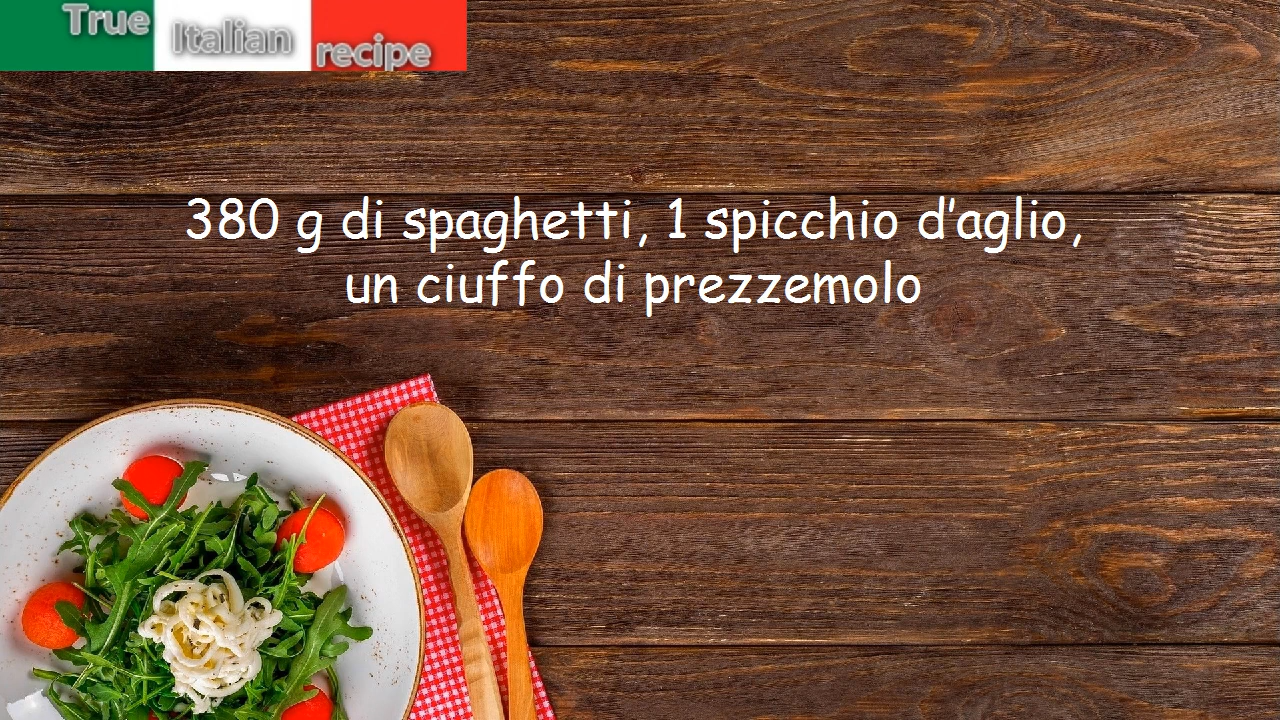 True
Italian
recipe
380 g di spaghetti, 1 spicchio d'aglio,
un ciuffo di prezzemolo